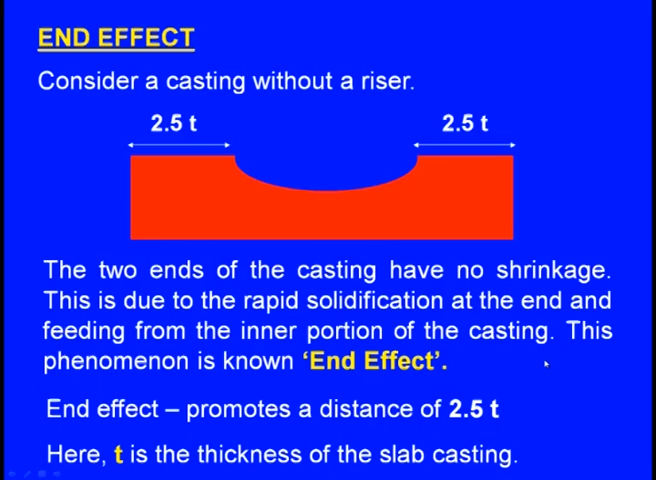 END EFFECT
Consider a casting without a riser.
2.5 t 2.5 t
The two ends of the casting have no shrinkage.
This is due to the rapid solidification at the end and
feeding from the inner portion of the casting. This
phenomenon is known ‘End Effect’.
End effect – promotes a distance of 2.5 t
Here, t is the thickness of the slab casting.